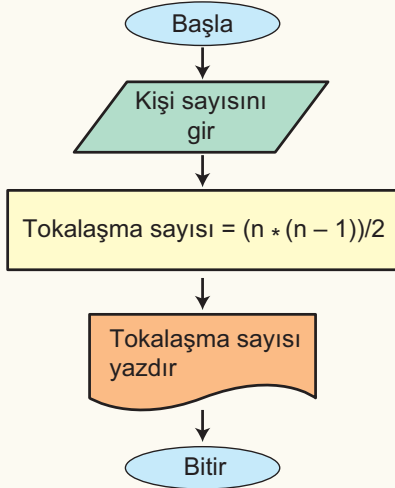 Başla
Kişi sayısını
gir
Tokalaşma sayısı = (n * (n – 1))/2
Tokalaşma sayısı
yazdır
Bitir